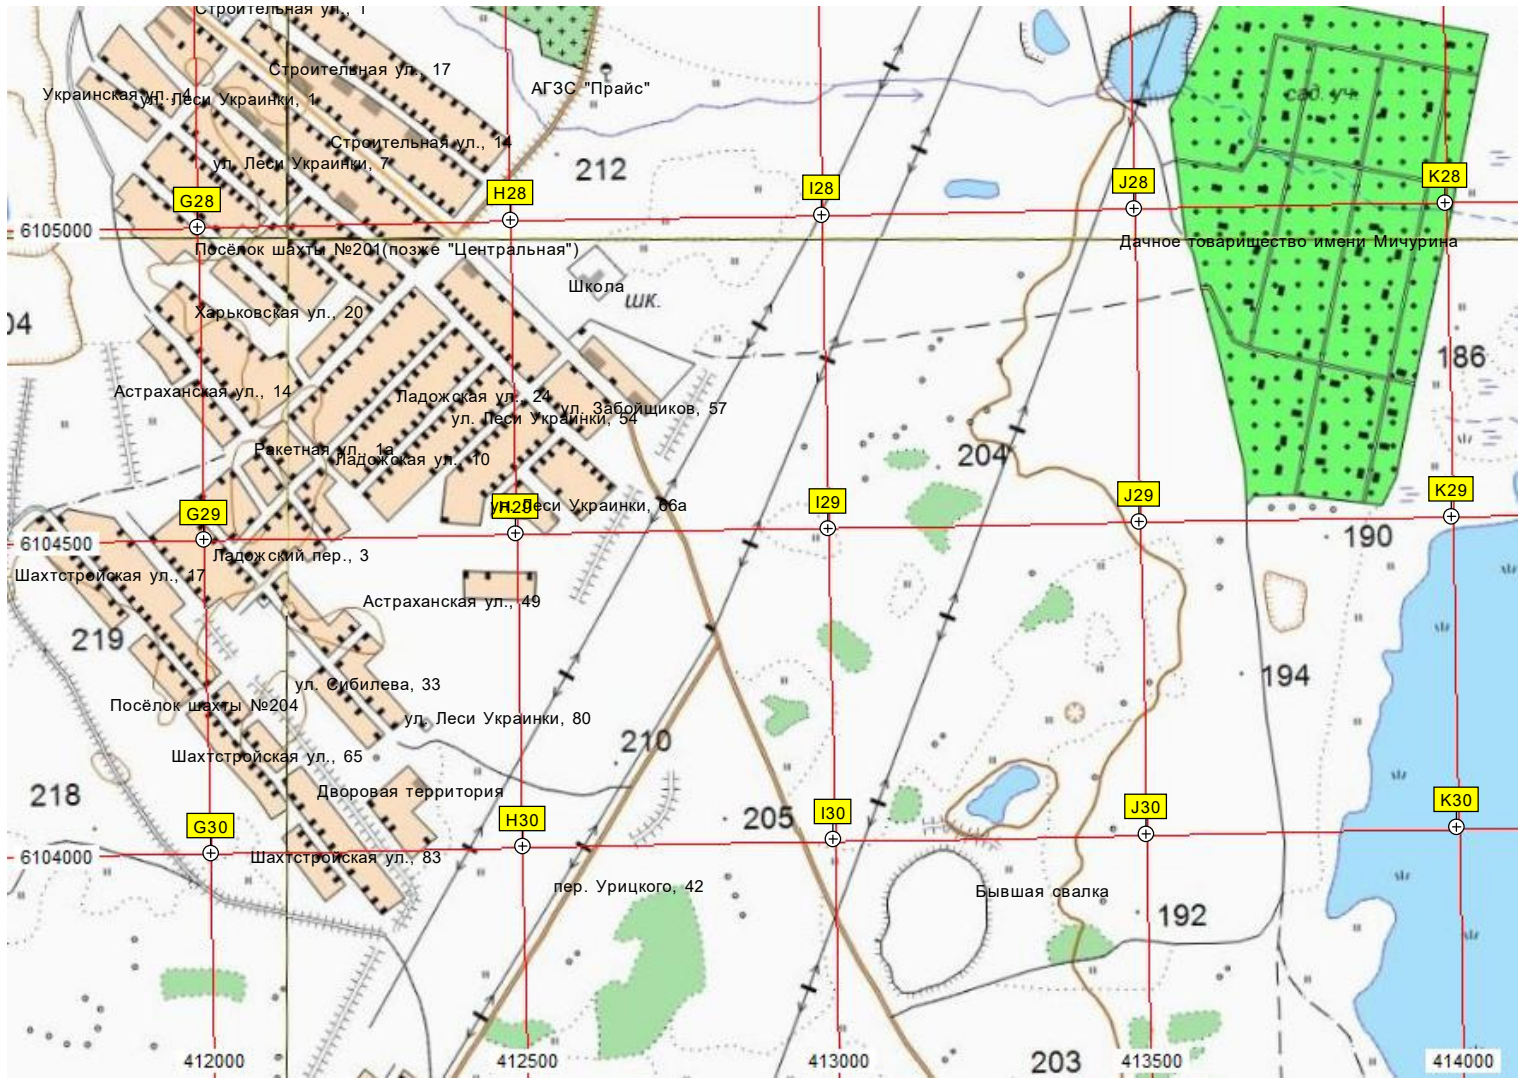 Строительная ул., 1
Строительная ул., 17
АГЗС "Прайс"
Украинская ул., 4
ул. Леси Украинки, 1
сад. уч.
Строительная ул., 14
ул. Леси Украинки, 7
212
G28
H28
I28
J28
K28
6105000
Посёлок шахты №201(позже "Центральная")
Дачное товарищество имени Мичурина
Школа
шк.
Харьковская ул., 20
04
186
Астраханская ул., 14
Ладожская ул., 24
ул. Забойщиков, 57
ул. Леси Украинки, 54
Ракетная ул., 1а
Ладожская ул., 10
204
G29
H29
ул. Леси Украинки, 66а
I29
J29
K29
190
6104500
Ладожский пер., 3
Шахтстройская ул., 17
Астраханская ул., 49
219
194
ул. Сибилева, 33
Посёлок шахты №204
ул. Леси Украинки, 80
210
Шахтстройская ул., 65
218
Дворовая территория
205
G30
H30
I30
J30
K30
6104000
Шахтстройская ул., 83
пер. Урицкого, 42
Бывшая свалка
192
203
412000
412500
413000
413500
414000